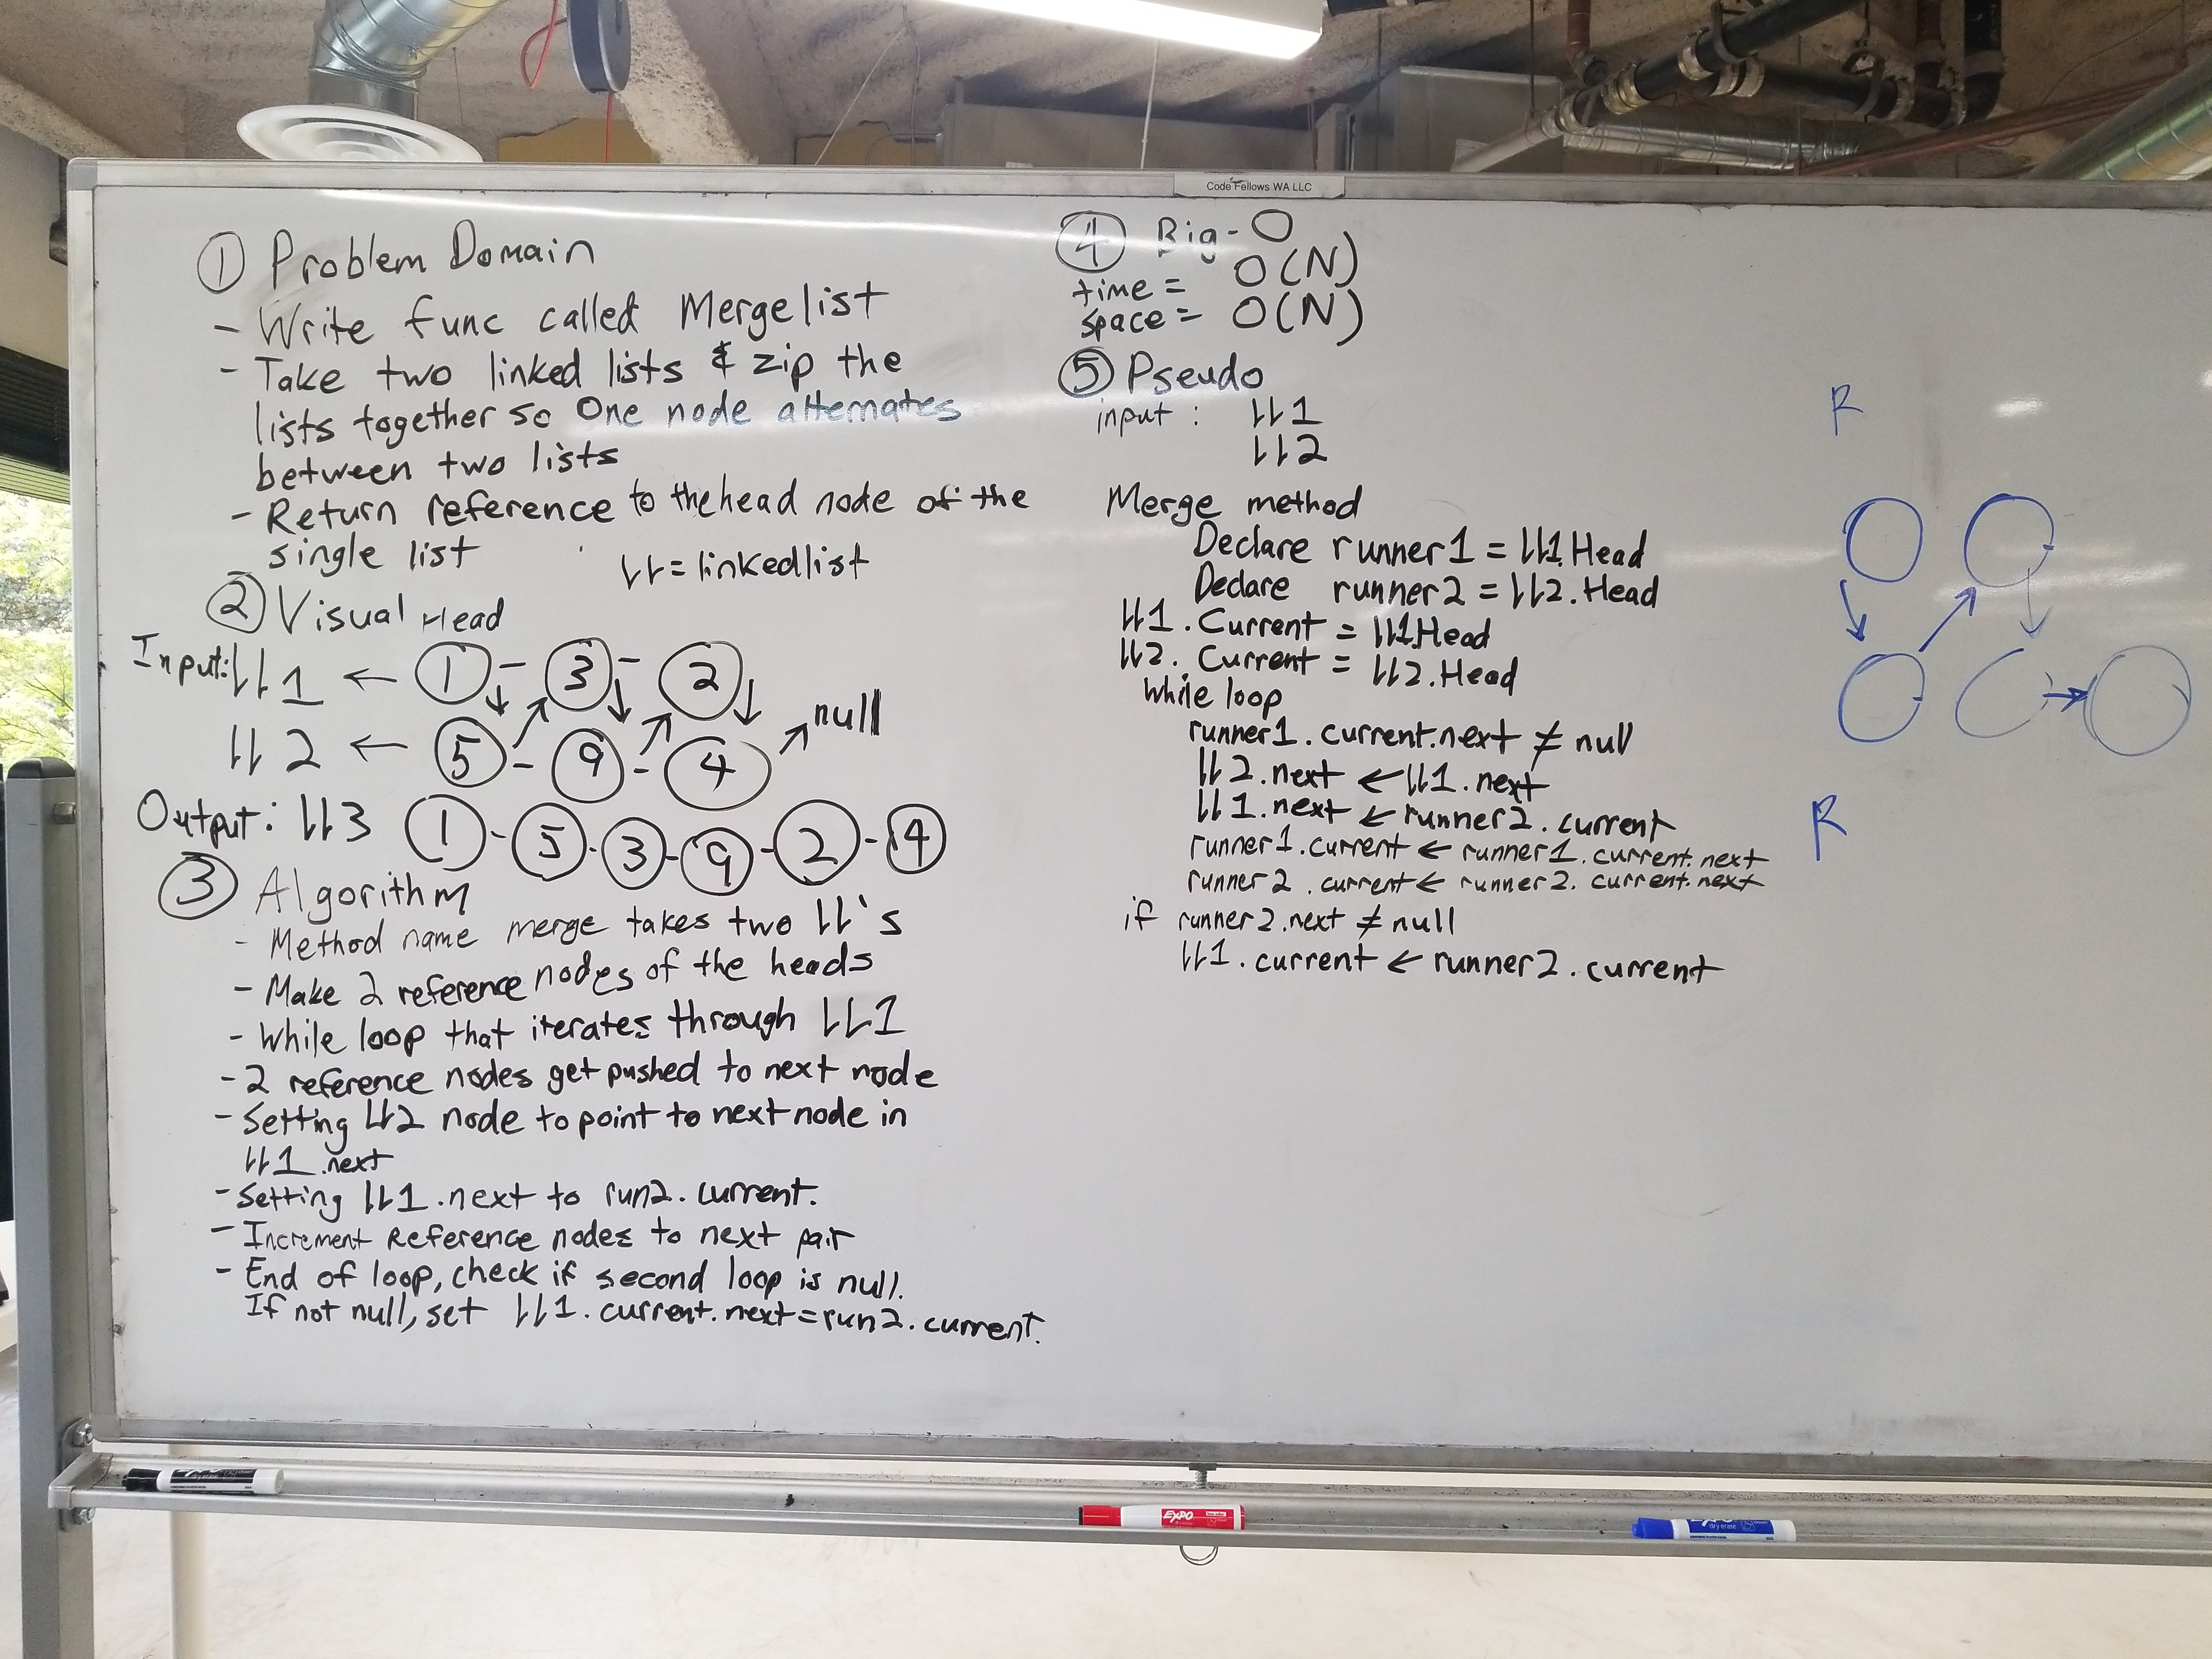 Code Fellows WA LLC
① Problem Domain
- Write func called Mergelist
- Take two linked lists & zip the
lists together so One node alternates
between two lists
- Return reference to the head node of the
single list
LL = linkedlist
② Visual Head
Input: LL1 ← 1 - 3 - 2
null
LL2 ← 5 - 9 - 4
Output: LL3 1 - 5 - 3 - 9 - 2 - 4
③ Algorithm
- Method name merge takes two LL's
- Make 2 reference nodes of the heads
- While loop that iterates through LL1
- 2 reference nodes get pushed to next node
- Setting LL2 node to point to next node in
LL1.next
- Setting LL1.next to run2.current.
- Increment Reference nodes to next pair
- End of loop, check if second loop is null.
If not null, set LL1.current.next=run2.current.
④ Big-O
time = O(N)
space = O(N)
⑤ Pseudo
input: LL1
LL2
Merge method
Declare runner1 = LL1.Head
Declare runner2 = LL2.Head
LL1.Current = LL1.Head
LL2.Current = LL2.Head
while loop
runner1.current.next ≠ null
LL2.next ← LL1.next
LL1.next ← runner2.current
runner1.current ← runner1.current.next
runner2.current ← runner2.current.next
if runner2.next ≠ null
LL1.current ← runner2.current
R
R
EXPO
dry erase